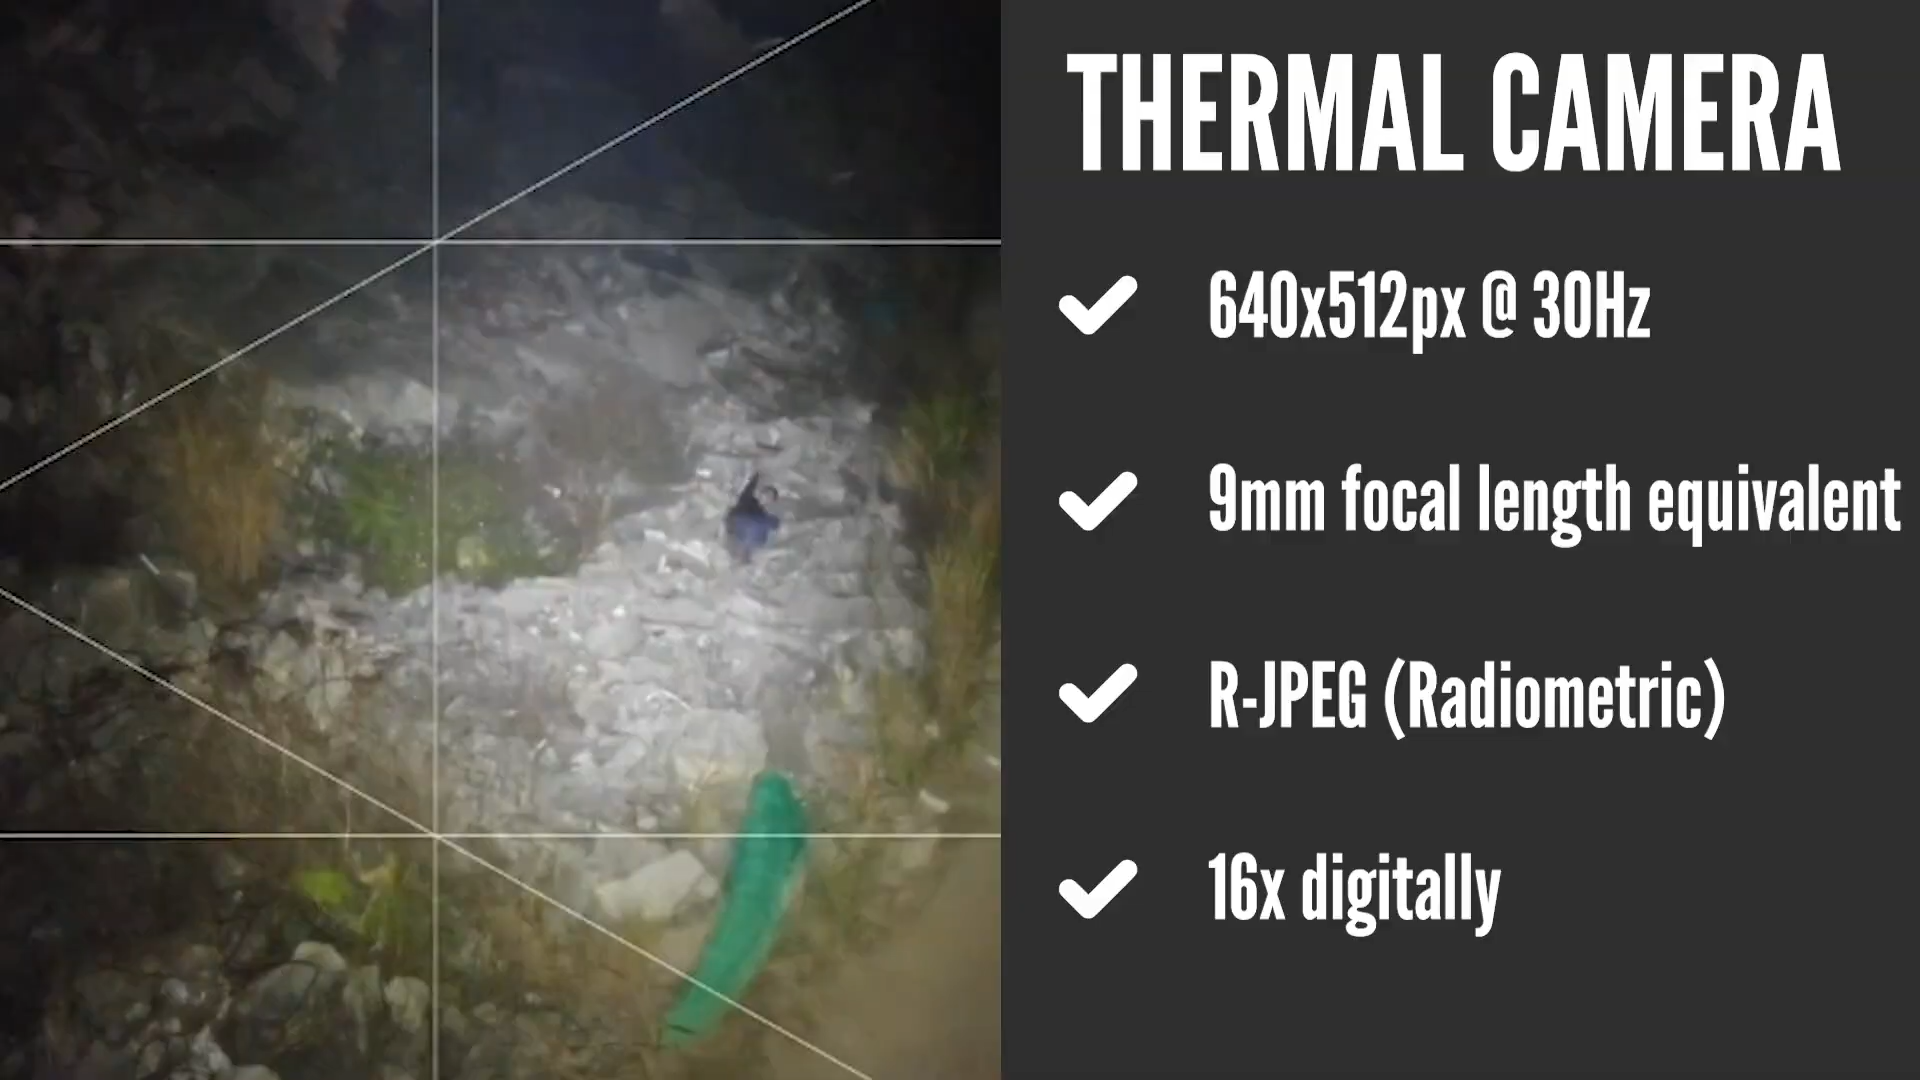 THERMAL CAMERA
640x512px @ 30Hz
9mm focal length equivalent
R-JPEG (Radiometric)
16x digitally